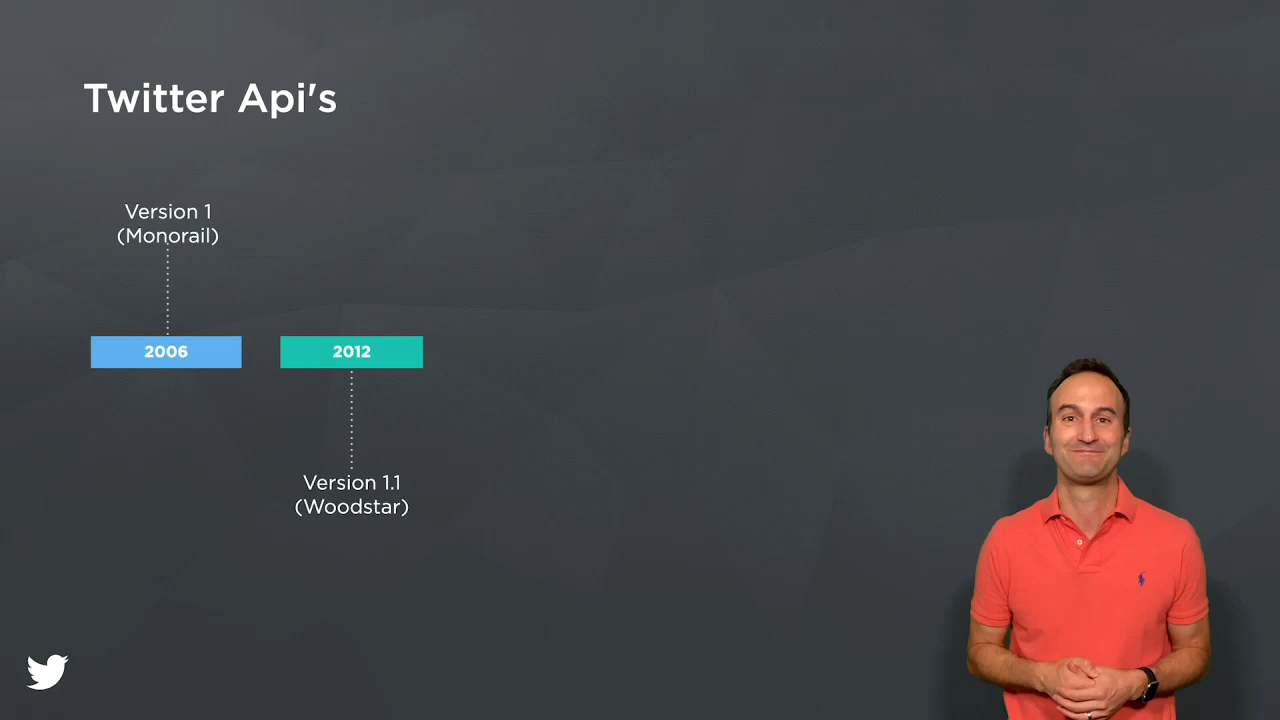 Twitter Api's
Version 1
(Monorail)
2006
2012
Version 1.1
(Woodstar)